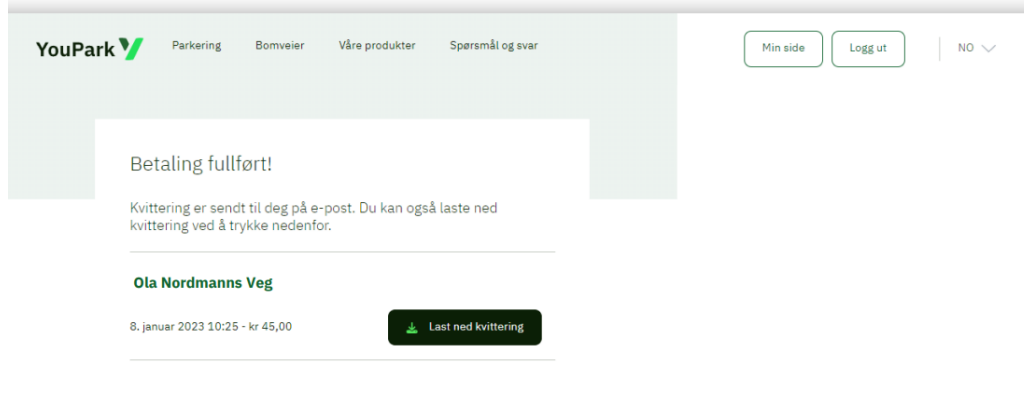 YouPark
Parkering
Bomveier
Våre produkter
Spørsmål og svar
Min side
Logg ut
NO
Betaling fullført!
Kvittering er sendt til deg på e-post. Du kan også laste ned
kvittering ved å trykke nedenfor.
Ola Nordmanns Veg
8. januar 2023 10:25 - kr 45,00
Last ned kvittering